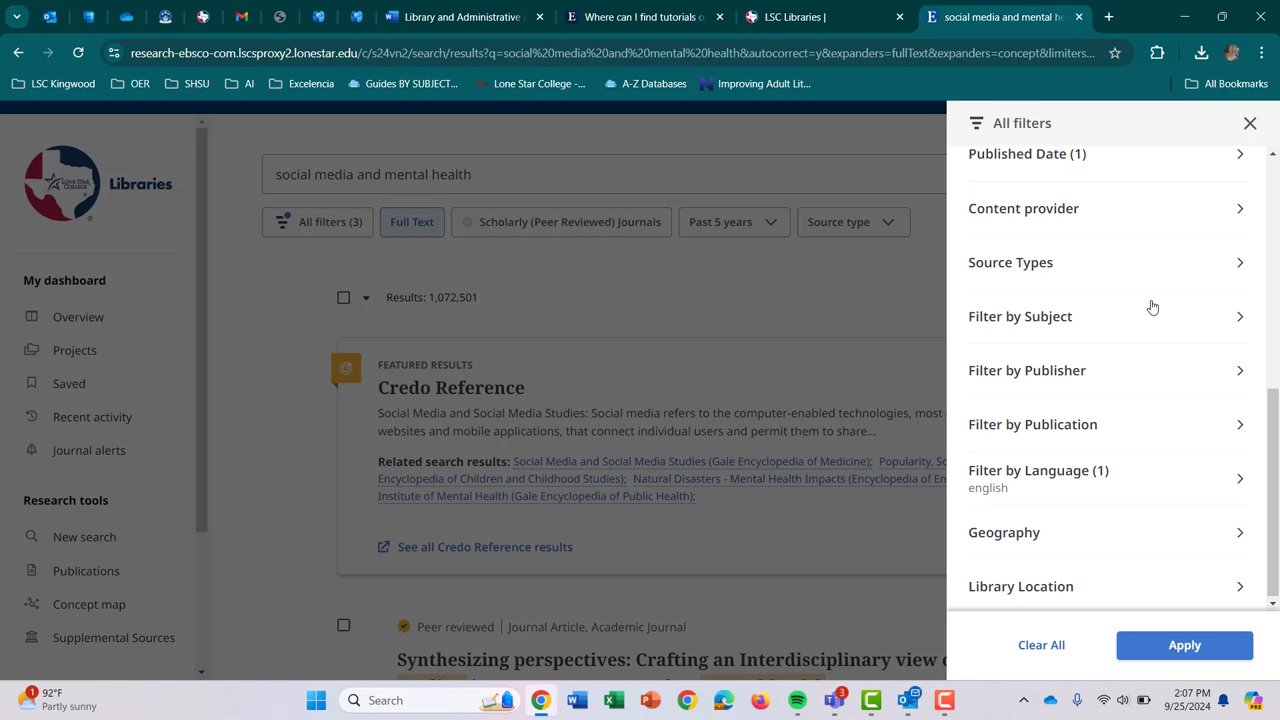 Library and Administrative
Where can I find tutorials o
LSC Libraries |
social media and mental he
research-ebsco-com.lscsproxy2.lonestar.edu/c/s24vn2/search/results?q=social%20media%20and%20mental%20health&autocorrect=y&expanders=fullText&expanders=concept&limiters...
LSC Kingwood
OER
SHSU
AI
Excelencia
Guides BY SUBJECT...
Lone Star College -...
A-Z Databases
Improving Adult Lit...
All Bookmarks
Libraries
My dashboard
Overview
Projects
Saved
Recent activity
Journal alerts
Research tools
New search
Publications
Concept map
Supplemental Sources
social media and mental health
All filters (3)
Full Text
Scholarly (Peer Reviewed) Journals
Past 5 years
Source type
Results: 1,072,501
FEATURED RESULTS
Credo Reference
Social Media and Social Media Studies: Social media refers to the computer-enabled technologies, most
websites and mobile applications, that connect individual users and permit them to share...
Related search results: Social Media and Social Media Studies (Gale Encyclopedia of Medicine); Popularity, So
Encyclopedia of Children and Childhood Studies); Natural Disasters - Mental Health Impacts (Encyclopedia of En
Institute of Mental Health (Gale Encyclopedia of Public Health);
See all Credo Reference results
Peer reviewed | Journal Article, Academic Journal
Synthesizing perspectives: Crafting an Interdisciplinary view o
All filters
Published Date (1)
Content provider
Source Types
Filter by Subject
Filter by Publisher
Filter by Publication
Filter by Language (1)
english
Geography
Library Location
Clear All
Apply
1
92°F
Partly sunny
Search
3
2:07 PM
9/25/2024
PRE